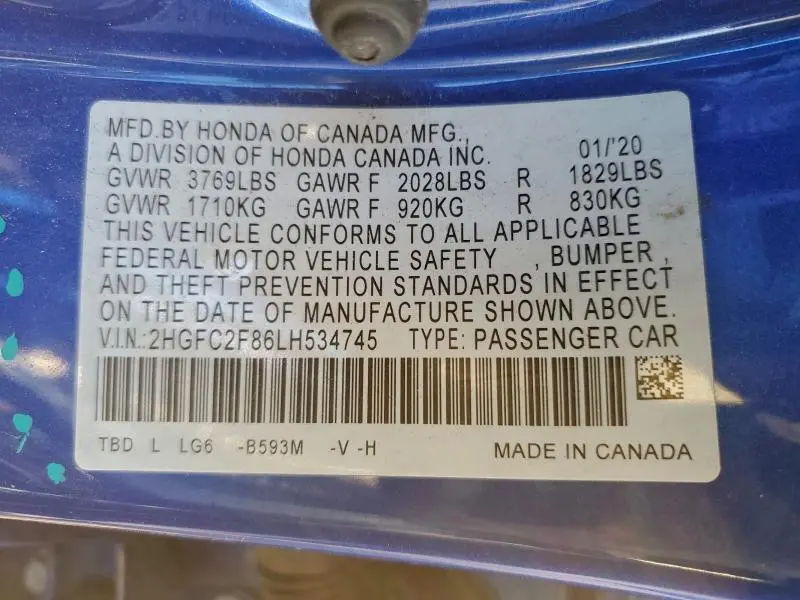 MFD.BY HONDA OF CANADA MFG.,
A DIVISION OF HONDA CANADA INC. 01/'20
GVWR 3769LBS GAWR F 2028LBS R 1829LBS
GVWR 1710KG GAWR F 920KG R 830KG
THIS VEHICLE CONFORMS TO ALL APPLICABLE
FEDERAL MOTOR VEHICLE SAFETY , BUMPER ,
AND THEFT PREVENTION STANDARDS IN EFFECT
ON THE DATE OF MANUFACTURE SHOWN ABOVE.
V.I.N.:2HGFC2F86LH534745 TYPE: PASSENGER CAR
TBD L LG6 -B593M -V -H MADE IN CANADA